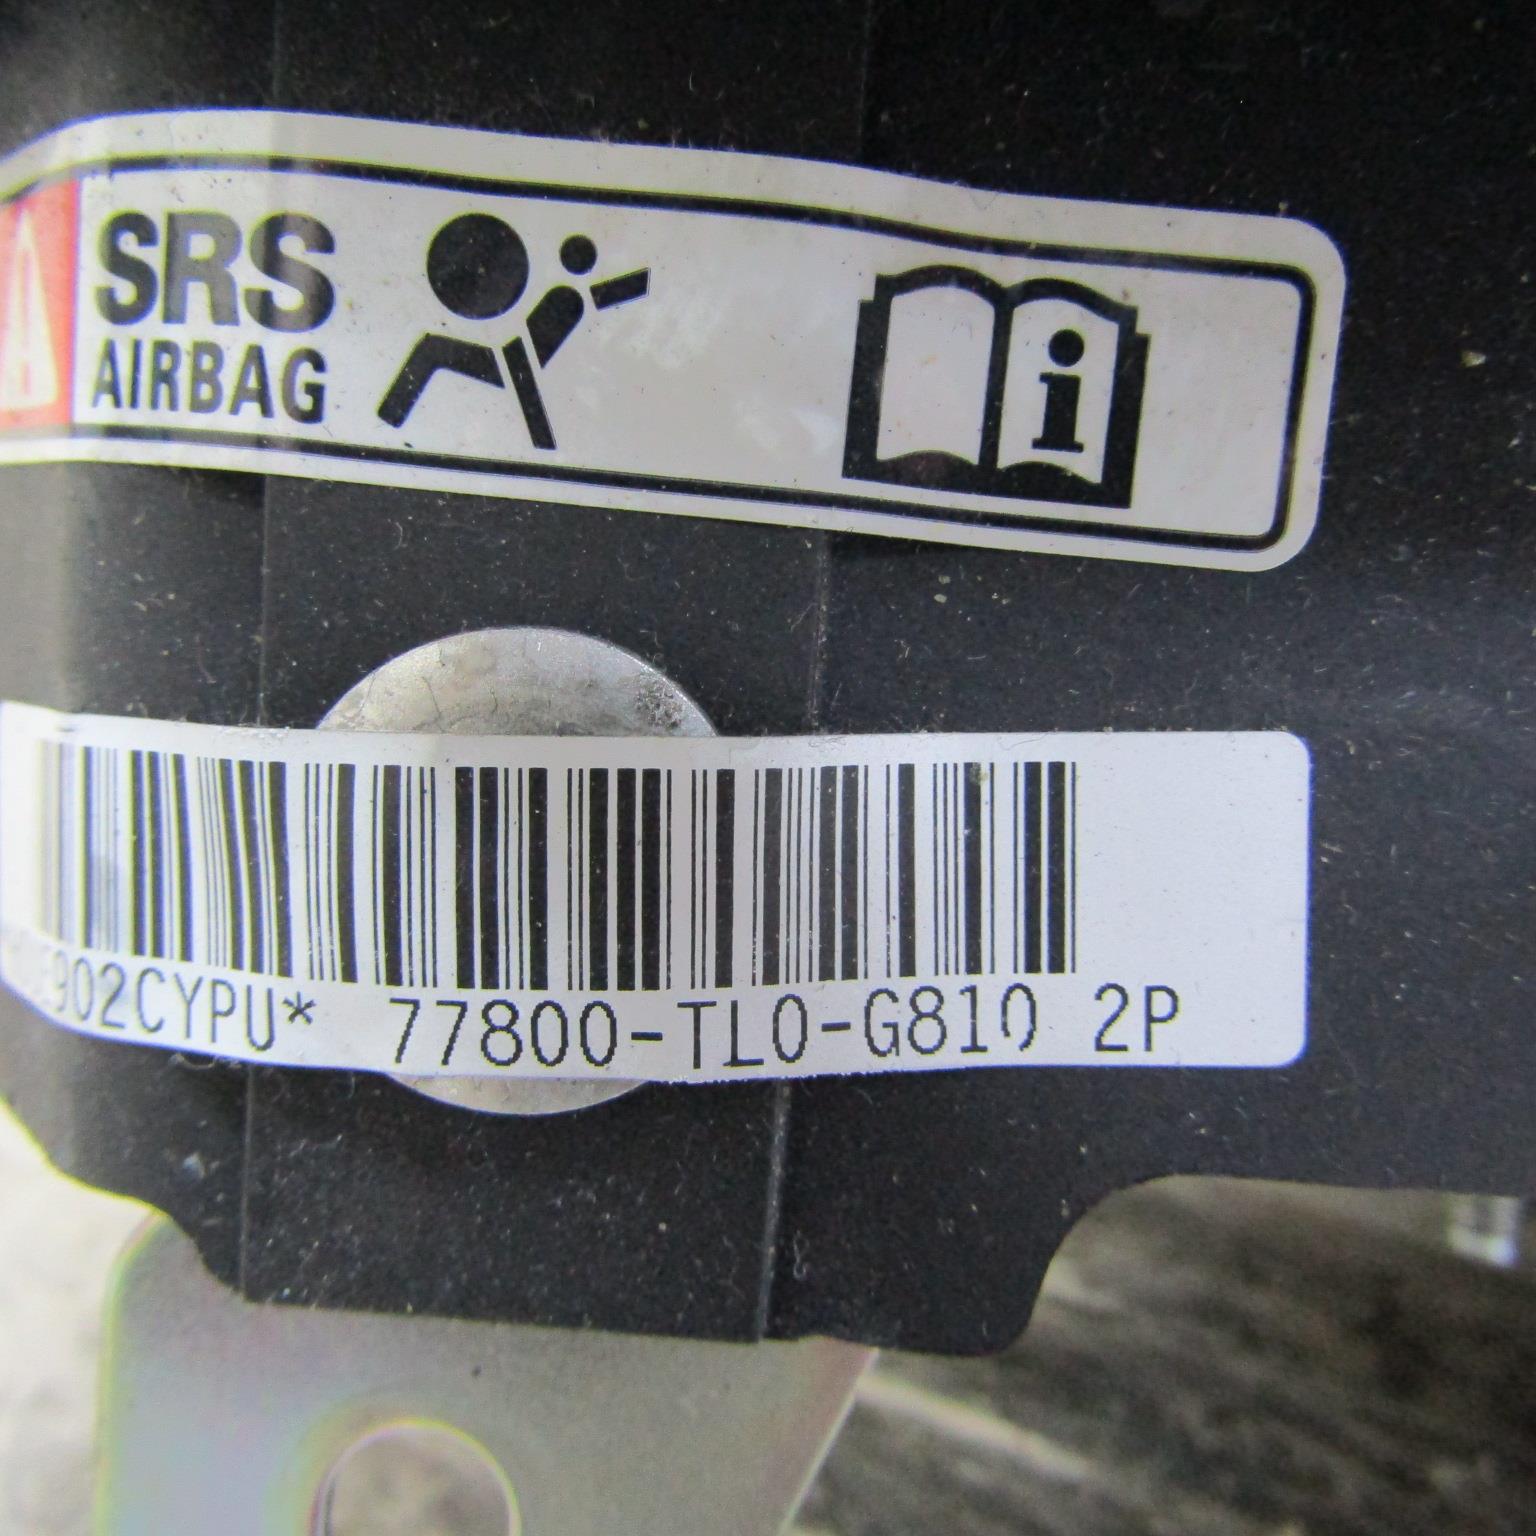 SRS
AIRBAG
i
902CYPU* 77800-TL0-G810 2P